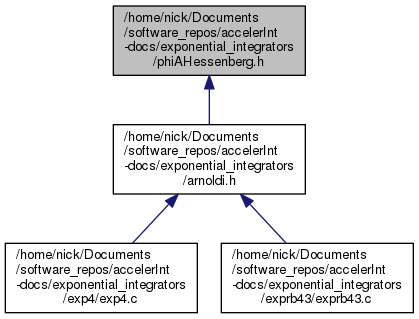 /home/nick/Documents
/software_repos/accelerInt
-docs/exponential_integrators
/phiAHessenberg.h
/home/nick/Documents
/software_repos/accelerInt
-docs/exponential_integrators
/arnoldi.h
/home/nick/Documents
/software_repos/accelerInt
-docs/exponential_integrators
/exp4/exp4.c
/home/nick/Documents
/software_repos/accelerInt
-docs/exponential_integrators
/exprb43/exprb43.c